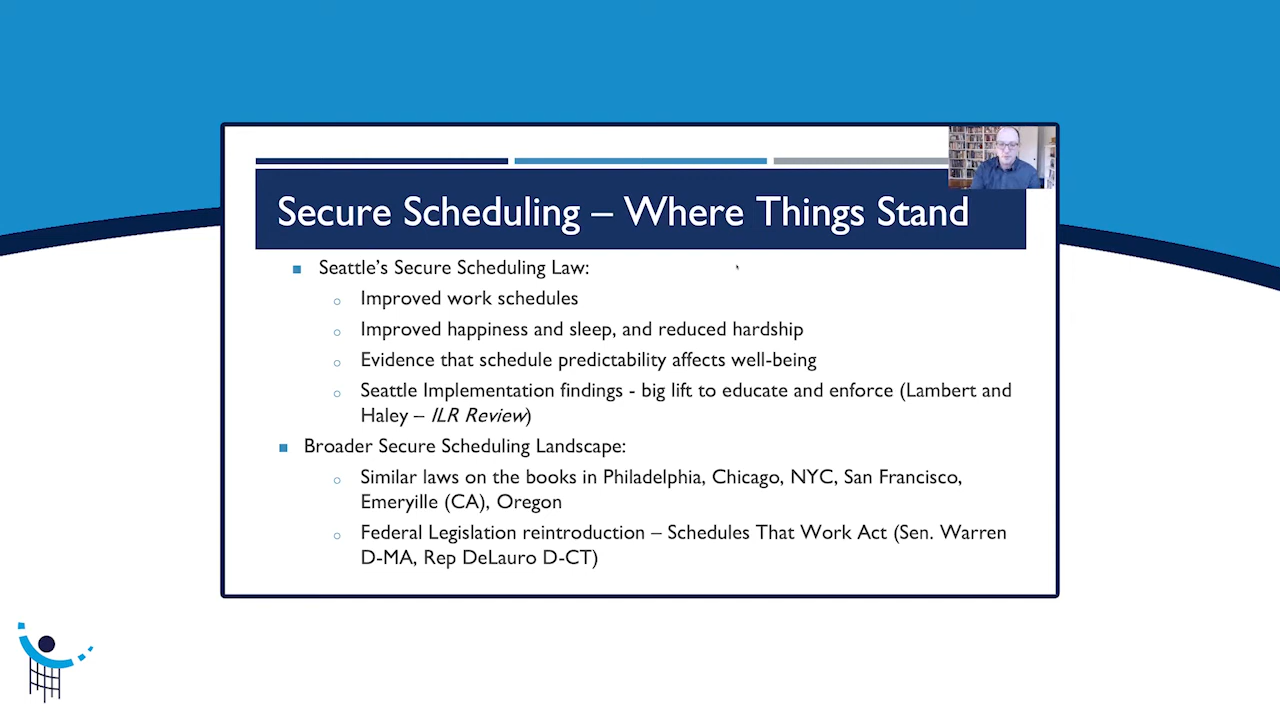 Secure Scheduling – Where Things Stand
Seattle's Secure Scheduling Law:
Improved work schedules
Improved happiness and sleep, and reduced hardship
Evidence that schedule predictability affects well-being
Seattle Implementation findings - big lift to educate and enforce (Lambert and
Haley – ILR Review)
Broader Secure Scheduling Landscape:
Similar laws on the books in Philadelphia, Chicago, NYC, San Francisco,
Emeryille (CA), Oregon
Federal Legislation reintroduction – Schedules That Work Act (Sen. Warren
D-MA, Rep DeLauro D-CT)